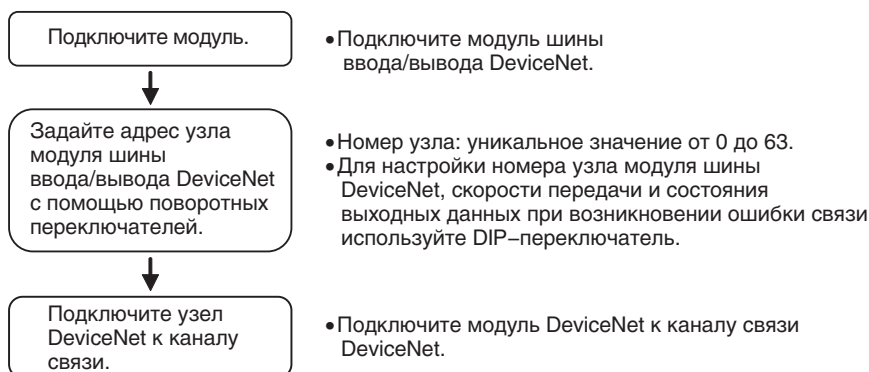 Подключите модуль.
•Подключите модуль шины
ввода/вывода DeviceNet.
Задайте адрес узла
модуля шины
ввода/вывода DeviceNet
с помощью поворотных
переключателей.
•Номер узла: уникальное значение от 0 до 63.
•Для настройки номера узла модуля шины
DeviceNet, скорости передачи и состояния
выходных данных при возникновении ошибки связи
используйте DIP–переключатель.
Подключите узел
DeviceNet к каналу
связи.
•Подключите модуль DeviceNet к каналу связи
DeviceNet.